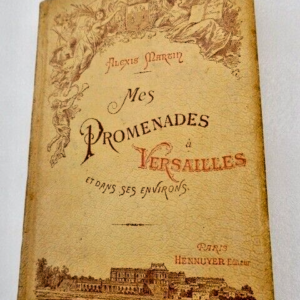 ALEXIS MARTIN
MES
PROMENADES
à
VERSAILLES
ET DANS SES ENVIRONS.
PARIS
HENNUYER Éditeur